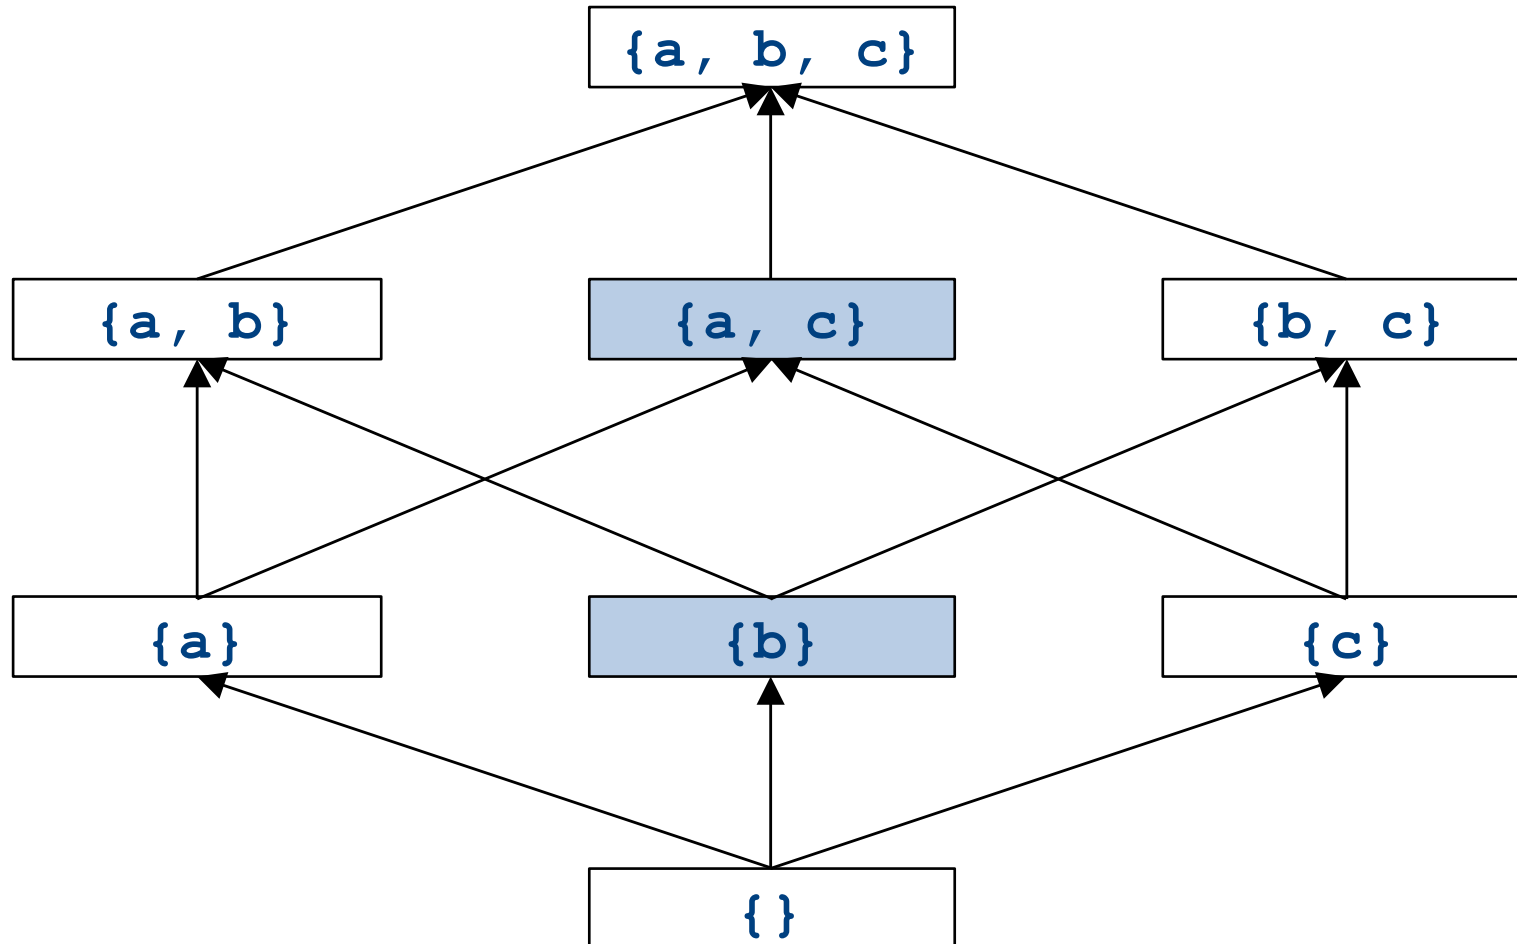 {a, b, c}
{a, b}
{a, c}
{b, c}
{a}
{b}
{c}
{}